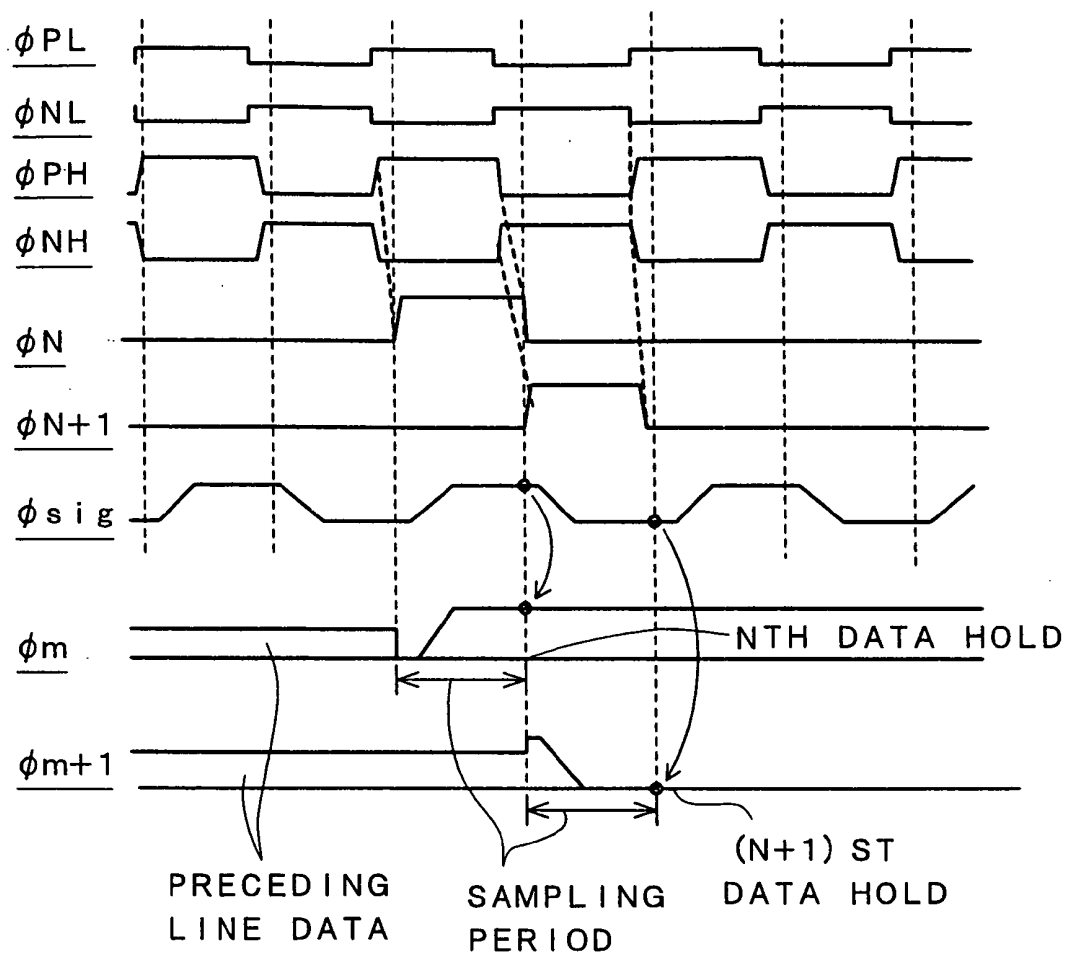 φPL
φNL
φPH
φNH
φN
φN+1
φsig
φm
NTH DATA HOLD
φm+1
(N+1) ST
DATA HOLD
PRECEDING
LINE DATA
SAMPLING
PERIOD